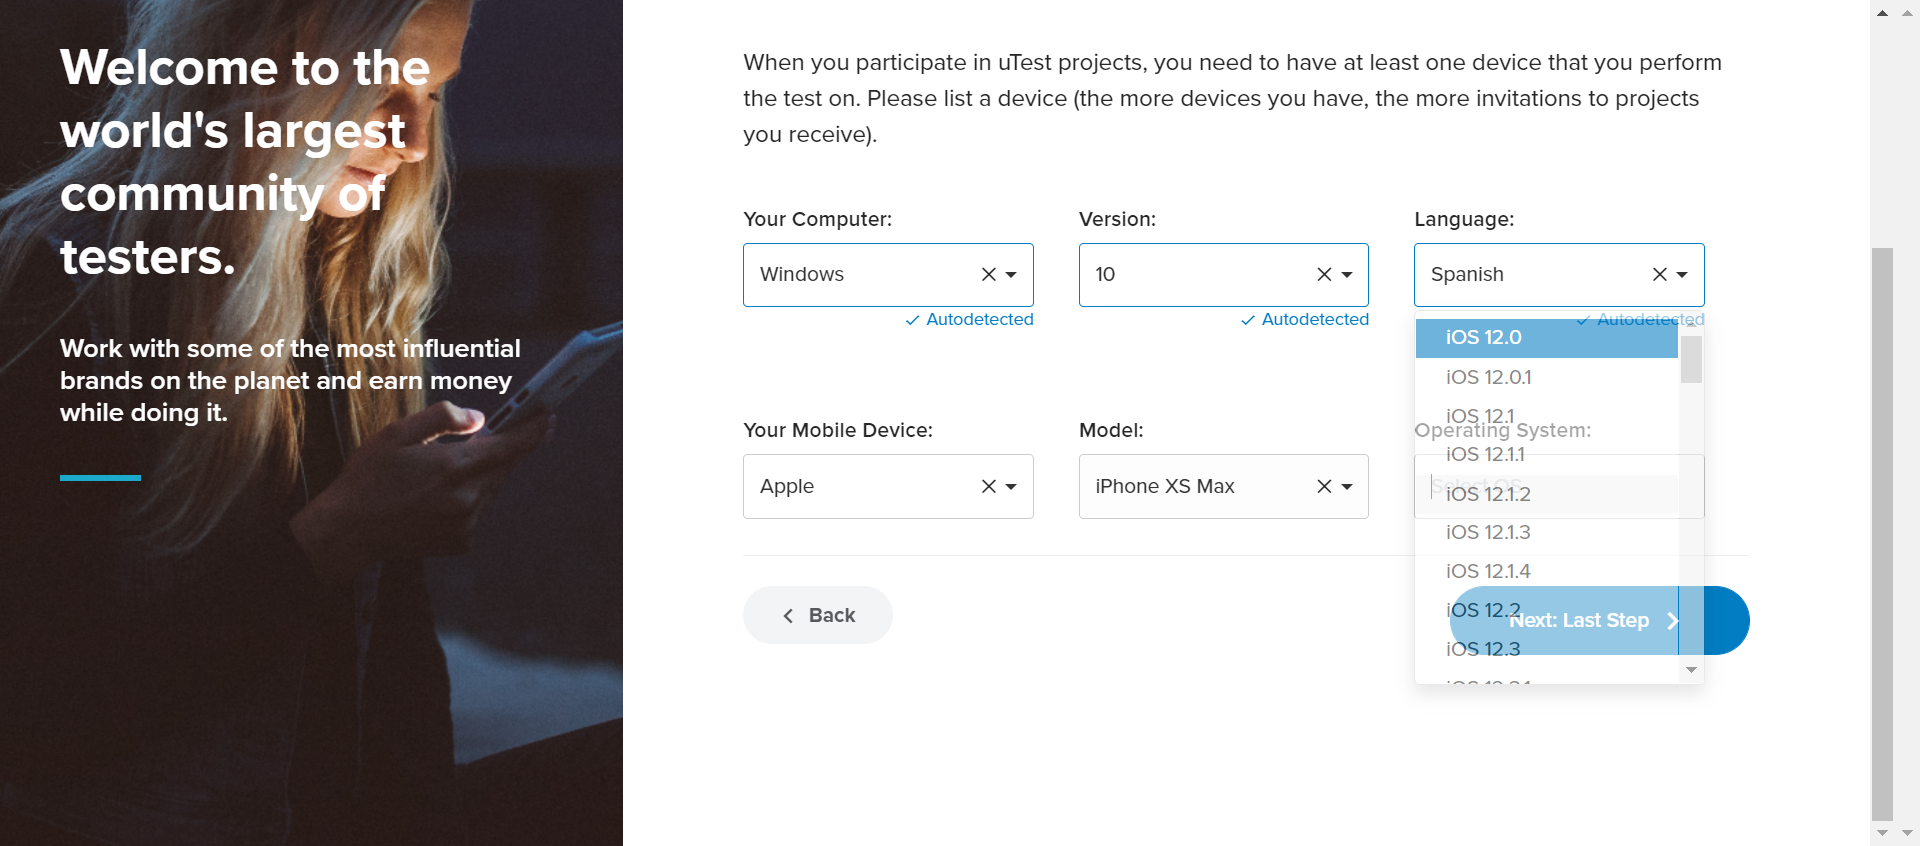 Welcome to the
world's largest
community of
testers.
Work with some of the most influential
brands on the planet and earn money
while doing it.
When you participate in uTest projects, you need to have at least one device that you perform
the test on. Please list a device (the more devices you have, the more invitations to projects
you receive).
Your Computer:
Version:
Language:
Windows
10
Spanish
Autodetected
Autodetected
Autodetected
Your Mobile Device:
Model:
Operating System:
Apple
iPhone XS Max
Select OS
iOS 12.0
iOS 12.0.1
iOS 12.1
iOS 12.1.1
iOS 12.1.2
iOS 12.1.3
iOS 12.1.4
iOS 12.2
iOS 12.3
Back
Next: Last Step